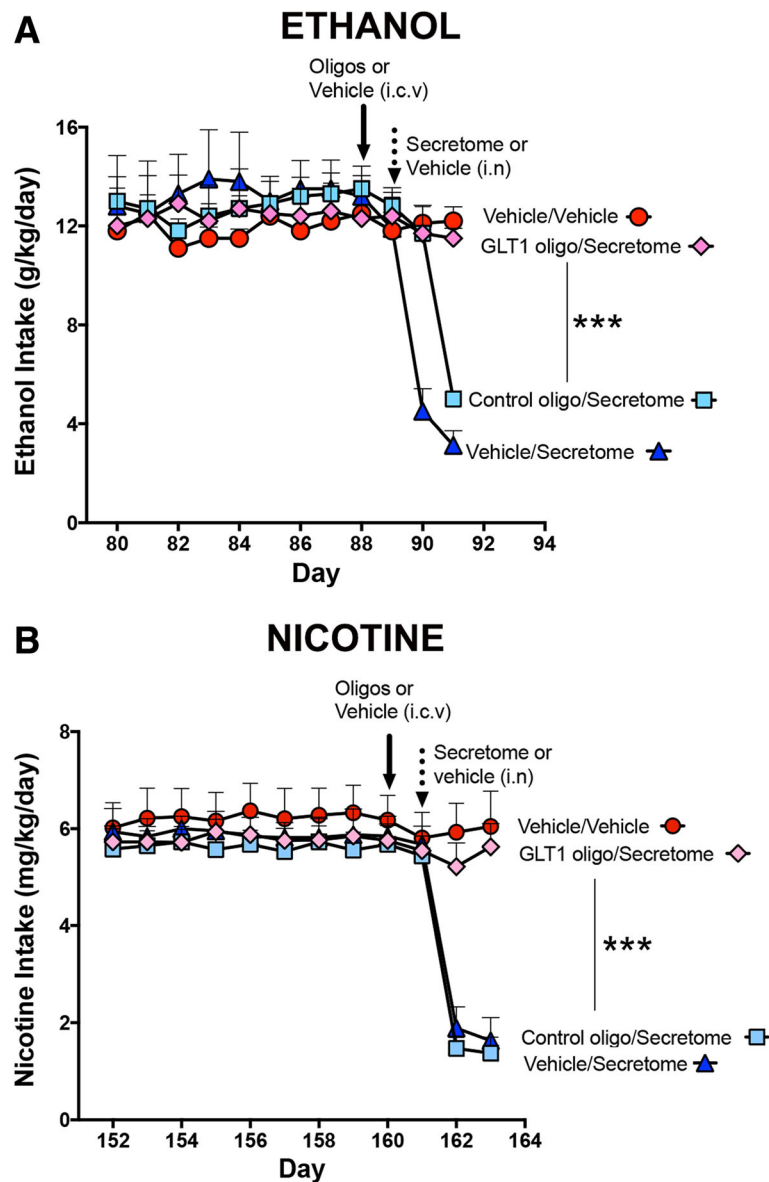 A
ETHANOL
Oligos or
Vehicle (i.c.v)
Secretome or
Vehicle (i.n)
Ethanol Intake (g/kg/day)
16
12
8
4
0
80 82 84 86 88 90 92 94
Day
Vehicle/Vehicle
GLT1 oligo/Secretome
***
Control oligo/Secretome
Vehicle/Secretome
B
NICOTINE
Oligos or
Vehicle (i.c.v)
Secretome or
vehicle (i.n)
Nicotine Intake (mg/kg/day)
8
6
4
2
0
152 154 156 158 160 162 164
Day
Vehicle/Vehicle
GLT1 oligo/Secretome
***
Control oligo/Secretome
Vehicle/Secretome